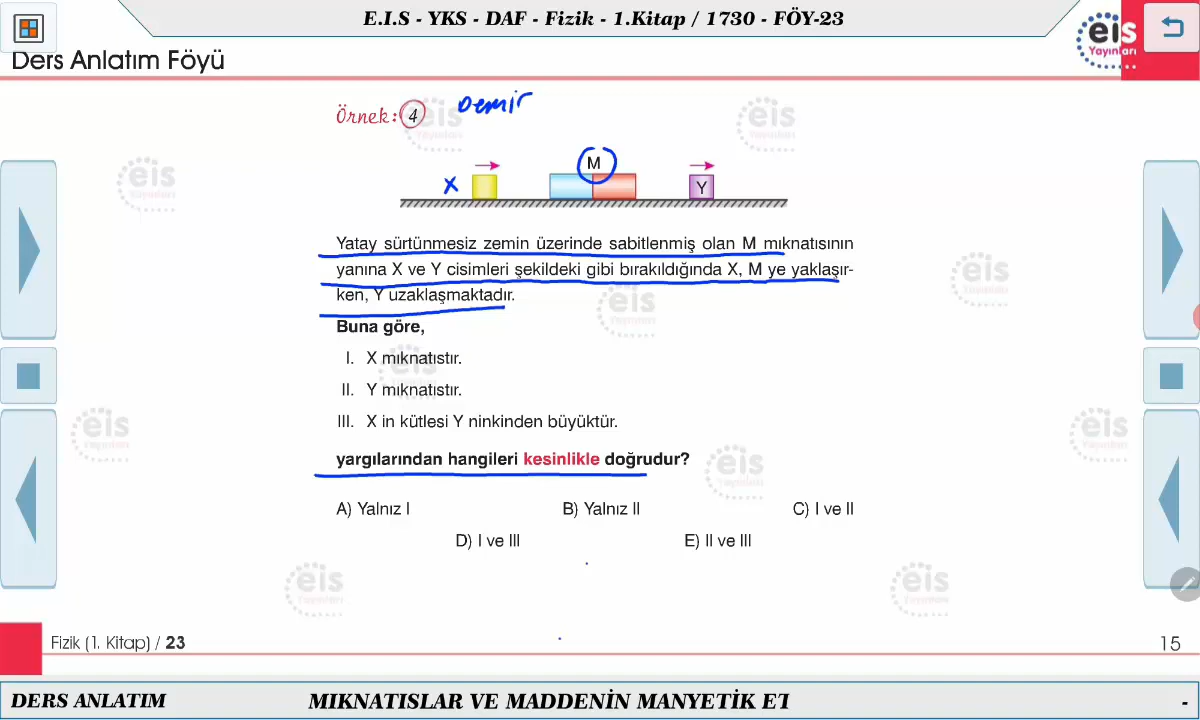 E.I.S - YKS - DAF - Fizik - 1.Kitap / 1730 - FÖY-23
eis
Yayınları
Ders Anlatım Föyü
Örnek: 4
Demir
M
X
Y
Yatay sürtünmesiz zemin üzerinde sabitlenmiş olan M mıknatısının
yanına X ve Y cisimleri şekildeki gibi bırakıldığında X, M ye yaklaşır-
ken, Y uzaklaşmaktadır.
Buna göre,
I. X mıknatıstır.
II. Y mıknatıstır.
III. X in kütlesi Y ninkinden büyüktür.
yargılarından hangileri kesinlikle doğrudur?
A) Yalnız I
B) Yalnız II
C) I ve II
D) I ve III
E) II ve III
Fizik (1. Kitap) / 23
15
DERS ANLATIM
MIKNATISLAR VE MADDENİN MANYETİK
-